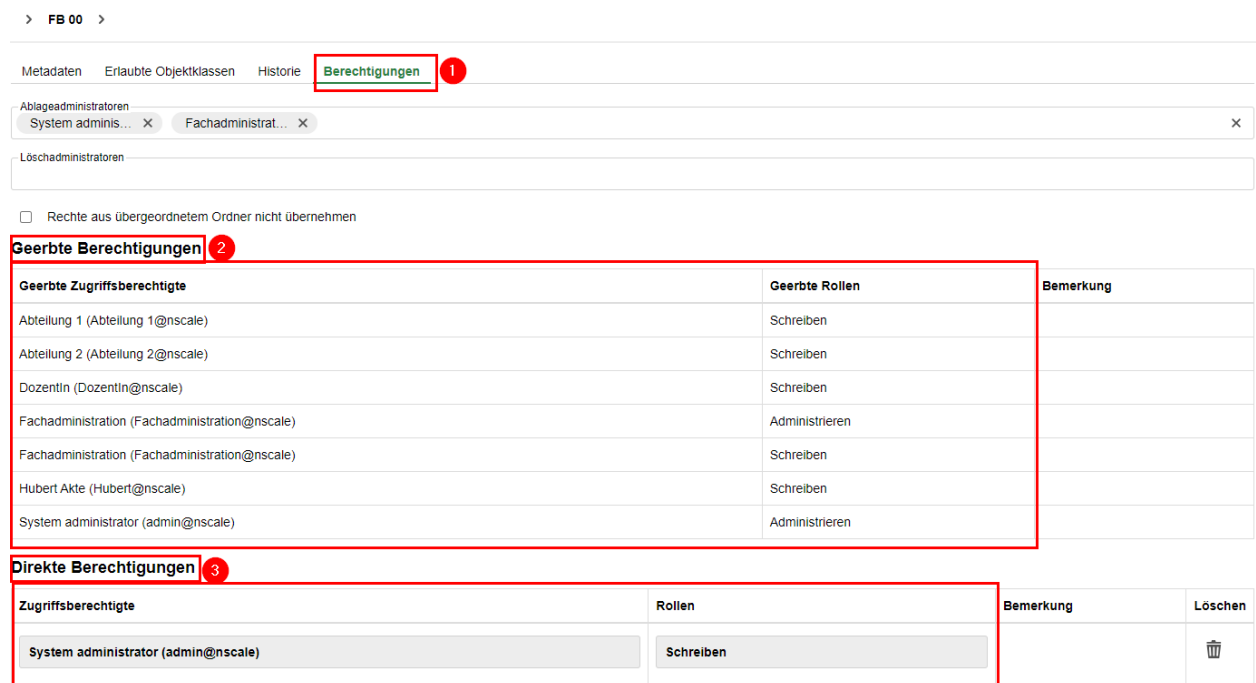 > FB 00 >
Metadaten Erlaubte Objektklassen Historie Berechtigungen 1
Ablageadministratoren
System adminis... × Fachadministrat... × ×
Löschadministratoren
Rechte aus übergeordnetem Ordner nicht übernehmen
Geerbte Berechtigungen 2
Geerbte Zugriffsberechtigte Geerbte Rollen Bemerkung
Abteilung 1 (Abteilung 1@nscale) Schreiben
Abteilung 2 (Abteilung 2@nscale) Schreiben
DozentIn (DozentIn@nscale) Schreiben
Fachadministration (Fachadministration@nscale) Administrieren
Fachadministration (Fachadministration@nscale) Schreiben
Hubert Akte (Hubert@nscale) Schreiben
System administrator (admin@nscale) Administrieren
Direkte Berechtigungen 3
Zugriffsberechtigte Rollen Bemerkung Löschen
System administrator (admin@nscale) Schreiben